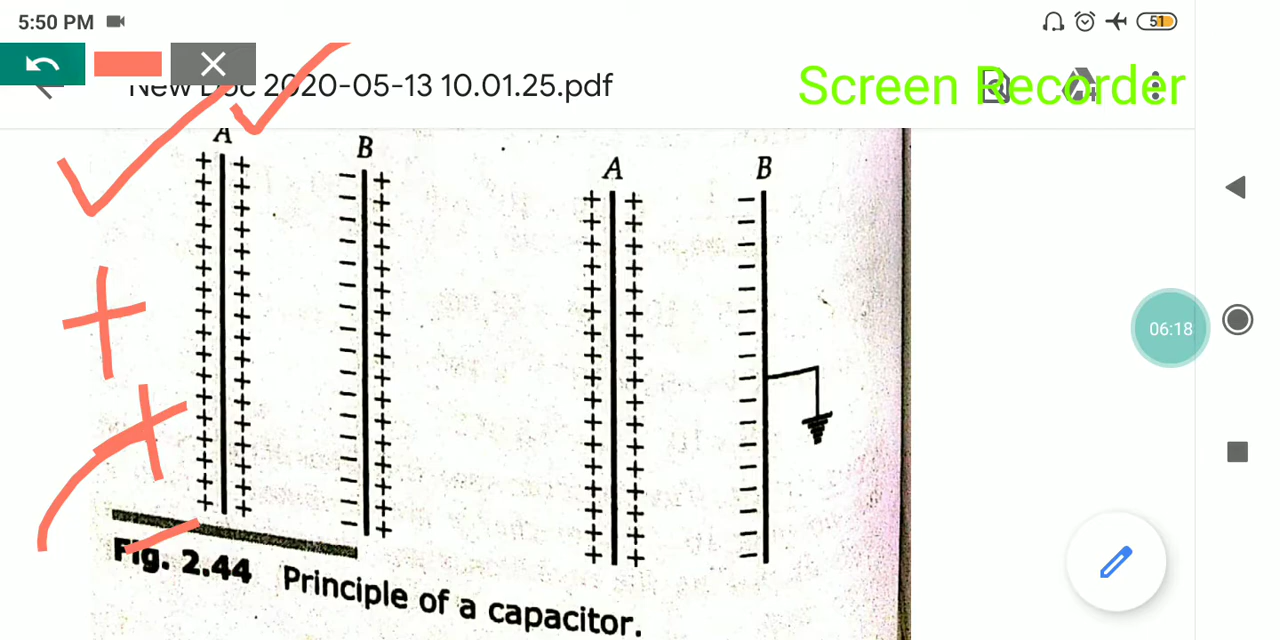 5:50 PM
51
New Doc 2020-05-13 10.01.25.pdf
Screen Recorder
A
B
A
B
06:18
Fig. 2.44 Principle of a capacitor.